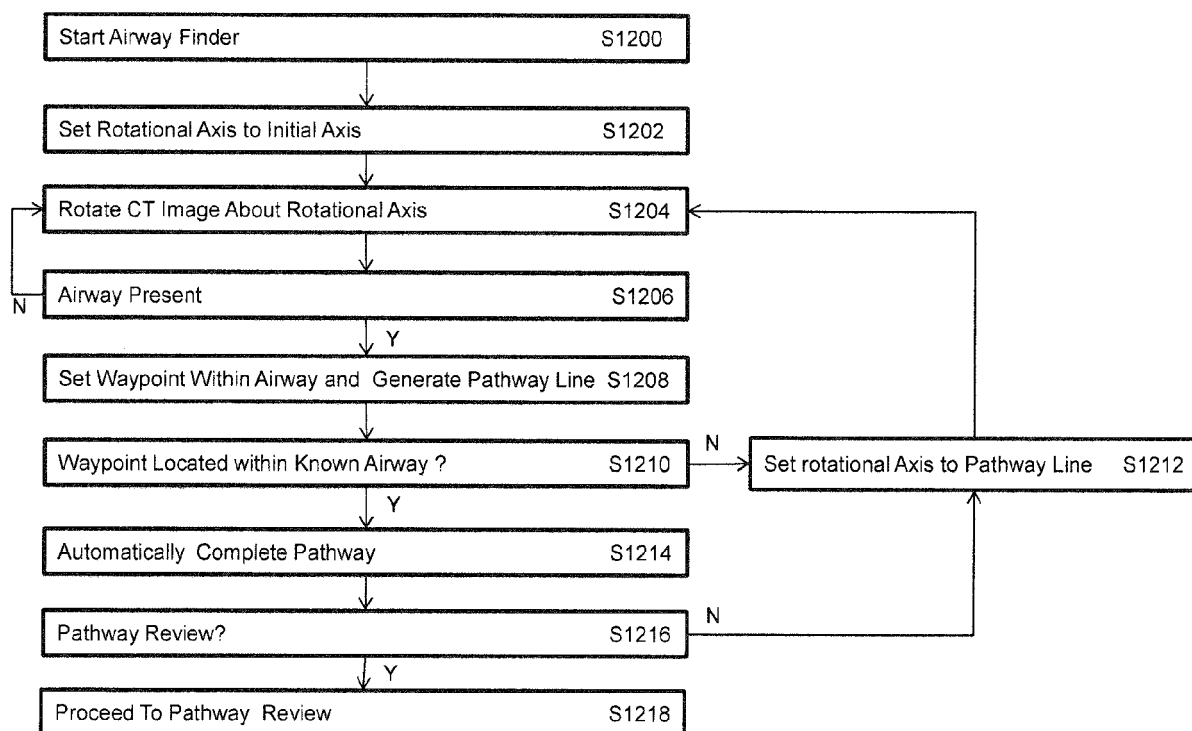 Start Airway Finder S1200
Set Rotational Axis to Initial Axis S1202
Rotate CT Image About Rotational Axis S1204
N
Airway Present S1206
Y
Set Waypoint Within Airway and Generate Pathway Line S1208
Waypoint Located within Known Airway ? S1210
N
Set rotational Axis to Pathway Line S1212
Y
Automatically Complete Pathway S1214
Pathway Review? S1216
N
Y
Proceed To Pathway Review S1218